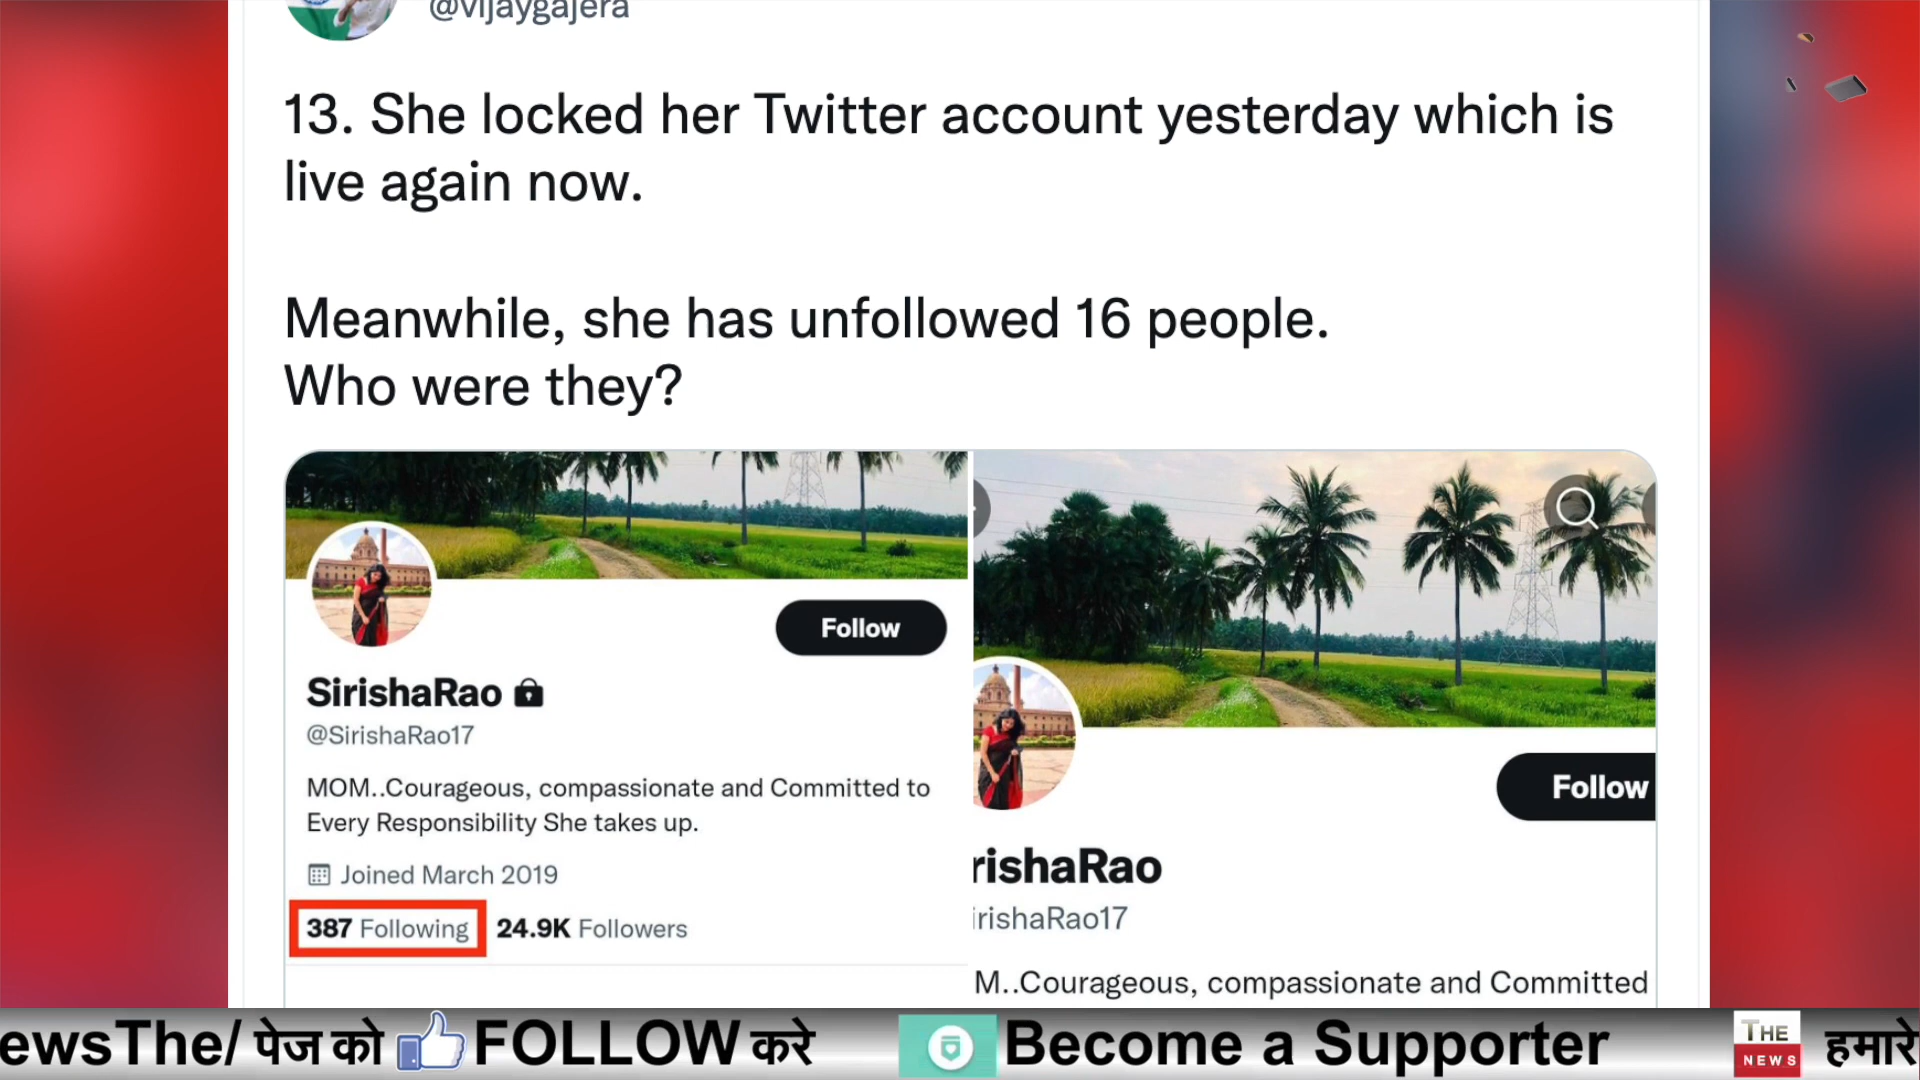 @vijaygajera
13. She locked her Twitter account yesterday which is
live again now.
Meanwhile, she has unfollowed 16 people.
Who were they?
Follow
SirishaRao
@SirishaRao17
MOM..Courageous, compassionate and Committed to
Every Responsibility She takes up.
Joined March 2019
387 Following 24.9K Followers
Follow
rishaRao
irishaRao17
M..Courageous, compassionate and Committed
ewsThe/ पेज को FOLLOW करे Become a Supporter THE NEWS हमारे